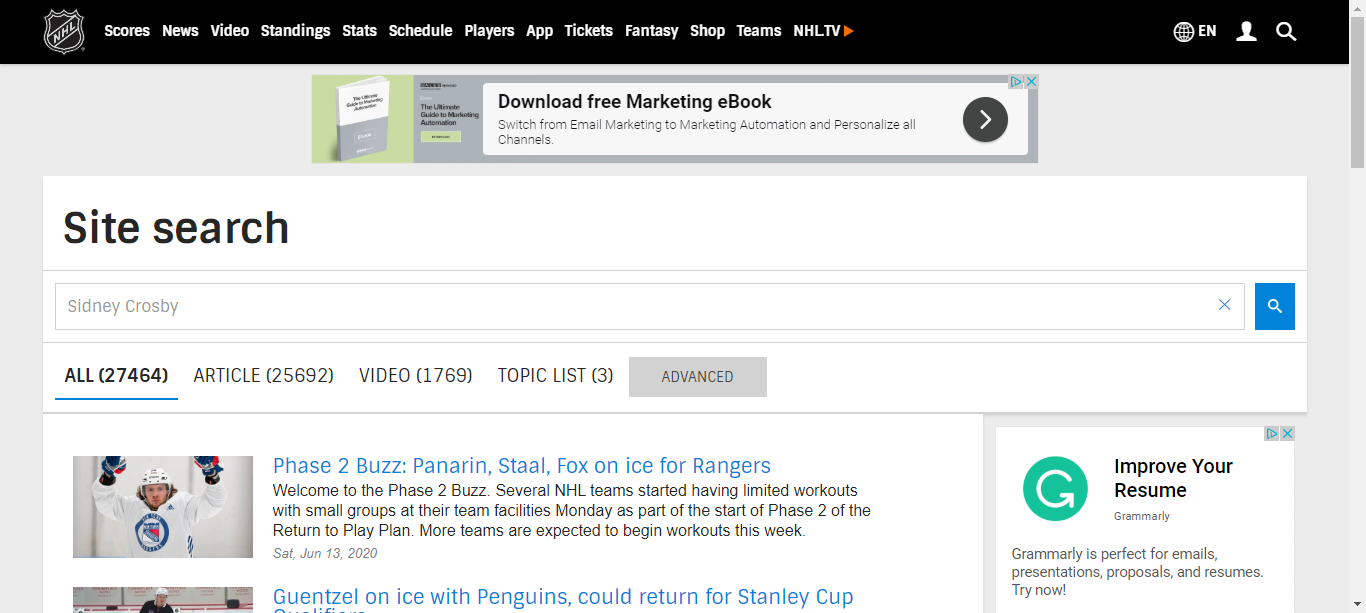 NHL
Scores News Video Standings Stats Schedule Players App Tickets Fantasy Shop Teams NHL.TV EN
The Ultimate
Guide to Marketing
Automation
Download free Marketing eBook
Switch from Email Marketing to Marketing Automation and Personalize all
Channels.
Site search
Sidney Crosby
ALL (27464) ARTICLE (25692) VIDEO (1769) TOPIC LIST (3) ADVANCED
Phase 2 Buzz: Panarin, Staal, Fox on ice for Rangers
Welcome to the Phase 2 Buzz. Several NHL teams started having limited workouts
with small groups at their team facilities Monday as part of the start of Phase 2 of the
Return to Play Plan. More teams are expected to begin workouts this week.
Sat, Jun 13, 2020
Guentzel on ice with Penguins, could return for Stanley Cup
Qualifiers
Improve Your
Resume
Grammarly
Grammarly is perfect for emails,
presentations, proposals, and resumes.
Try now!